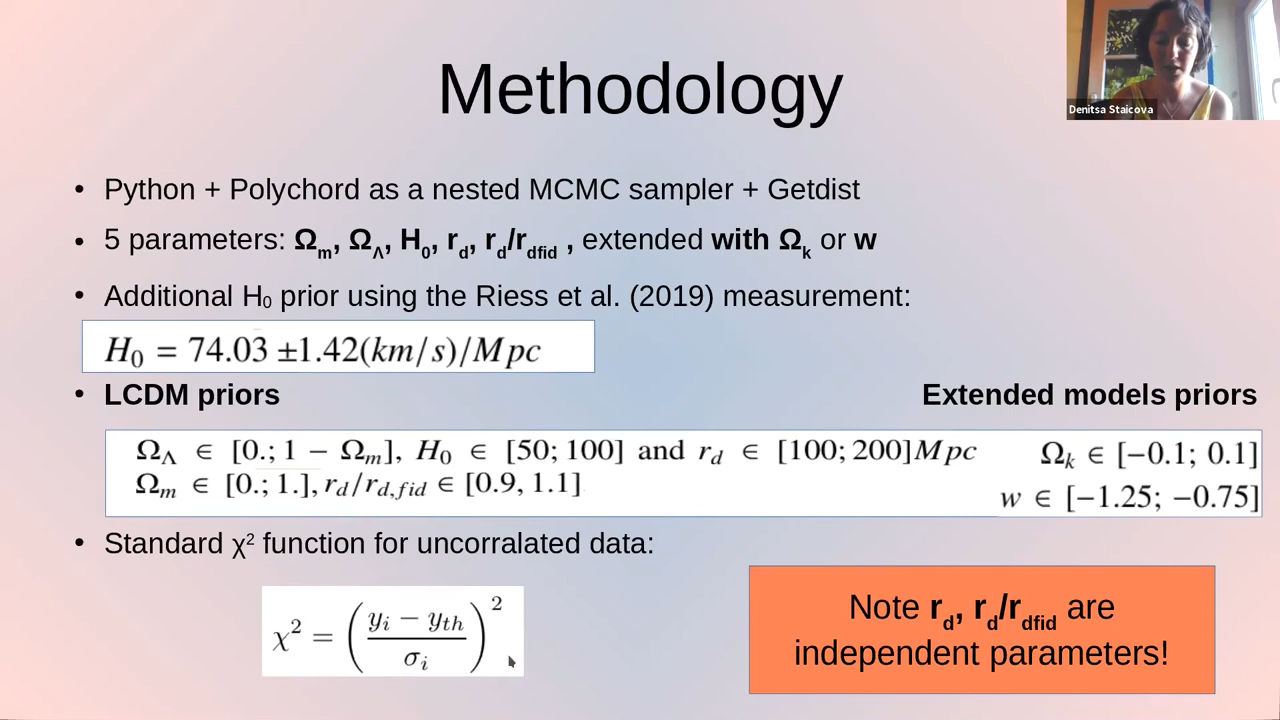 Methodology
Denitsa Staicova
• Python + Polychord as a nested MCMC sampler + Getdist
• 5 parameters: Ωm, ΩΛ, H0, rd, rd/rdfid , extended with Ωk or w
• Additional H0 prior using the Riess et al. (2019) measurement:
H0 = 74.03 ±1.42(km/s)/Mpc
• LCDM priors
Extended models priors
ΩΛ ∈ [0.; 1 − Ωm], H0 ∈ [50; 100] and rd ∈ [100; 200]Mpc
Ωm ∈ [0.; 1.], rd/rd,fid ∈ [0.9, 1.1]
Ωk ∈ [−0.1; 0.1]
w ∈ [−1.25; −0.75]
• Standard χ² function for uncorralated data:
χ² = ((yi − yth)/σi)²
Note rd, rd/rdfid are
independent parameters!